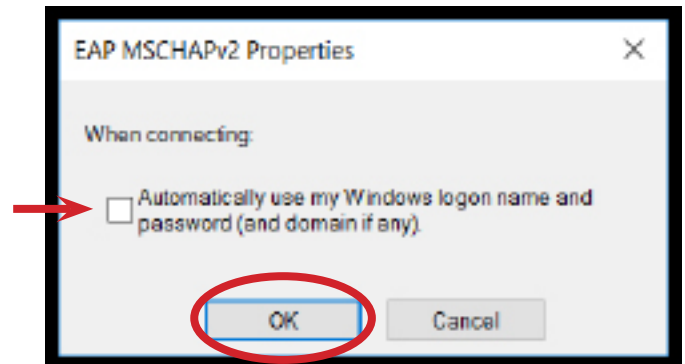 EAP MSCHAPv2 Properties
When connecting:
Automatically use my Windows logon name and
password (and domain if any).
OK
Cancel